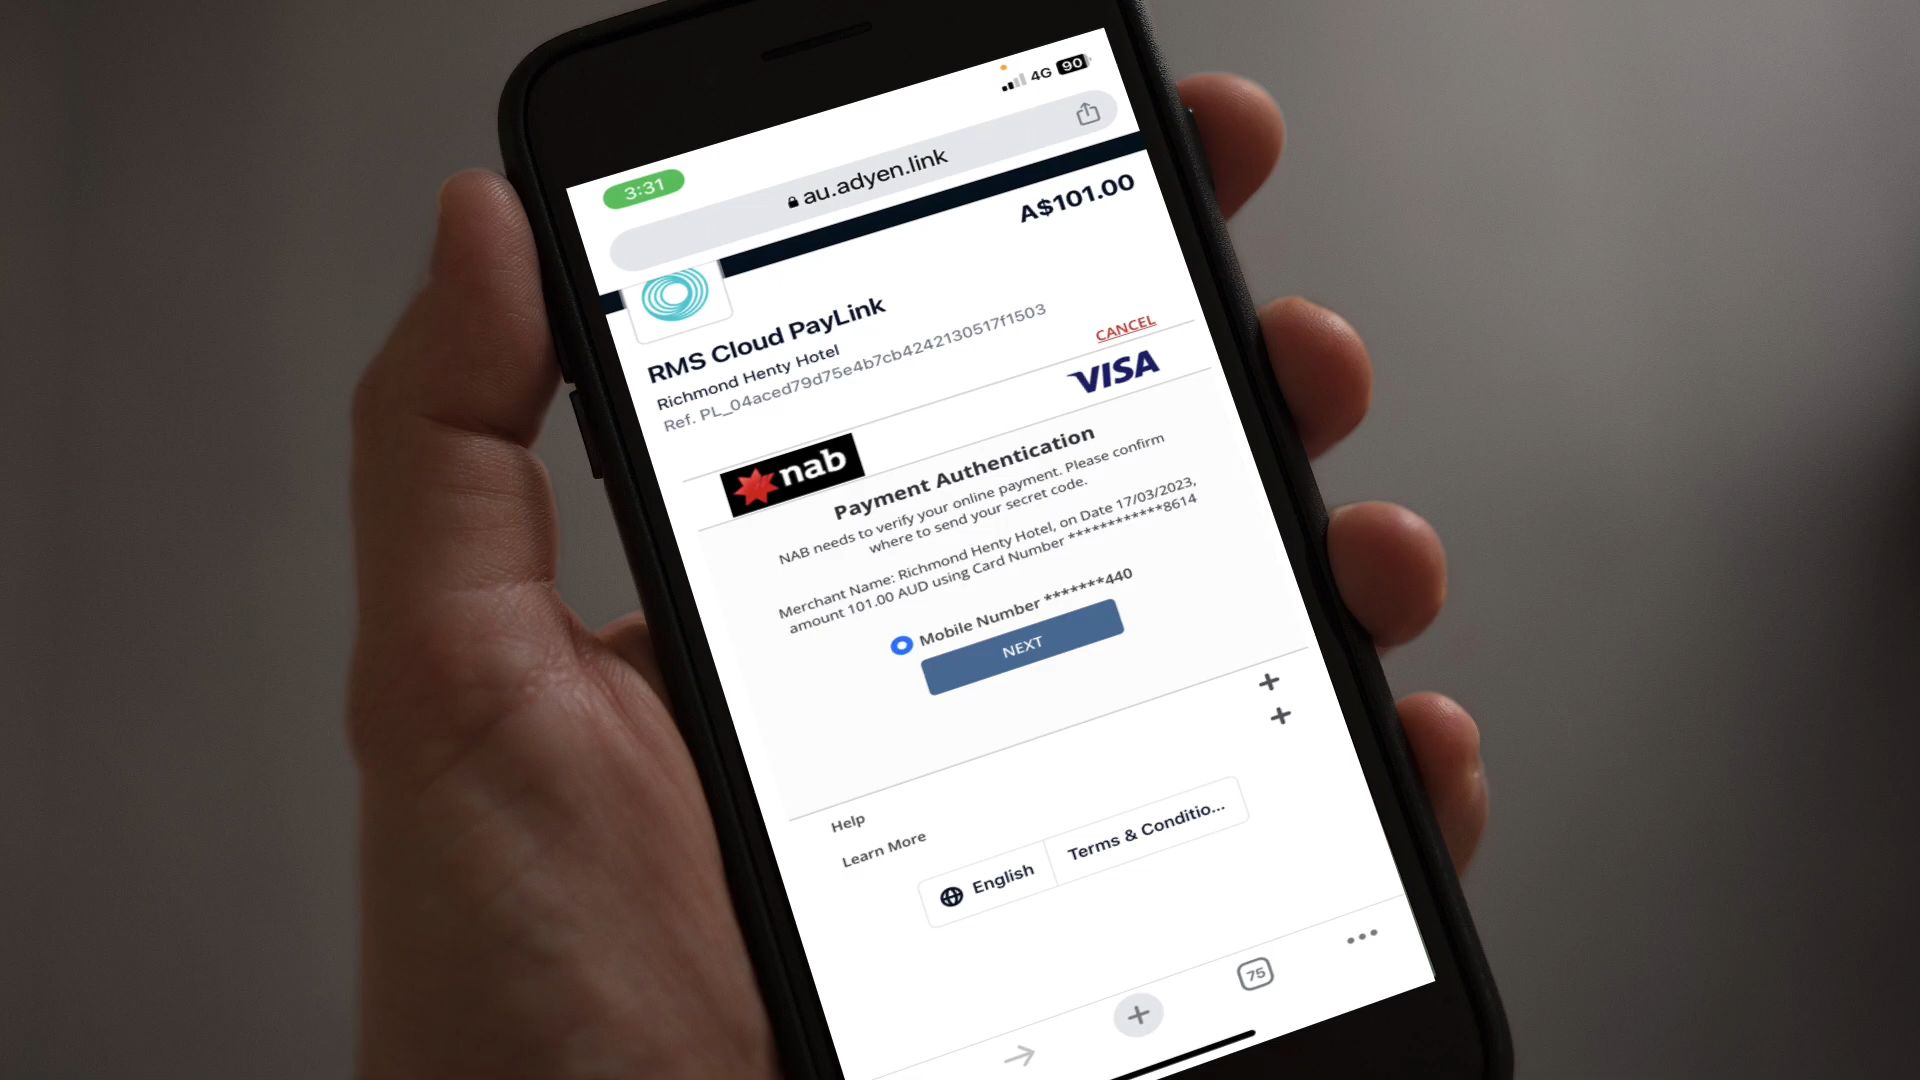 3:31
4G 90
au.adyen.link
A$101.00
RMS Cloud PayLink
Richmond Henty Hotel
Ref. PL_04aced79d75e4b7cb4242130517f1503
CANCEL
nab
VISA
Payment Authentication
NAB needs to verify your online payment. Please confirm
where to send your secret code.
Merchant Name: Richmond Henty Hotel, on Date 17/03/2023,
amount 101.00 AUD using Card Number ************8614
Mobile Number *******440
NEXT
Help +
Learn More +
English
Terms & Conditio...
75